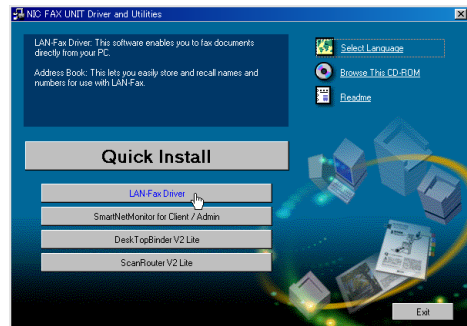 NIC FAX UNIT Driver and Utilities
LAN-Fax Driver: This software enables you to fax documents
directly from your PC.
Address Book: This lets you easily store and recall names and
numbers for use with LAN-Fax.
Select Language
Browse This CD-ROM
Readme
Quick Install
LAN-Fax Driver
SmartNetMonitor for Client / Admin
DeskTopBinder V2 Lite
ScanRouter V2 Lite
Exit